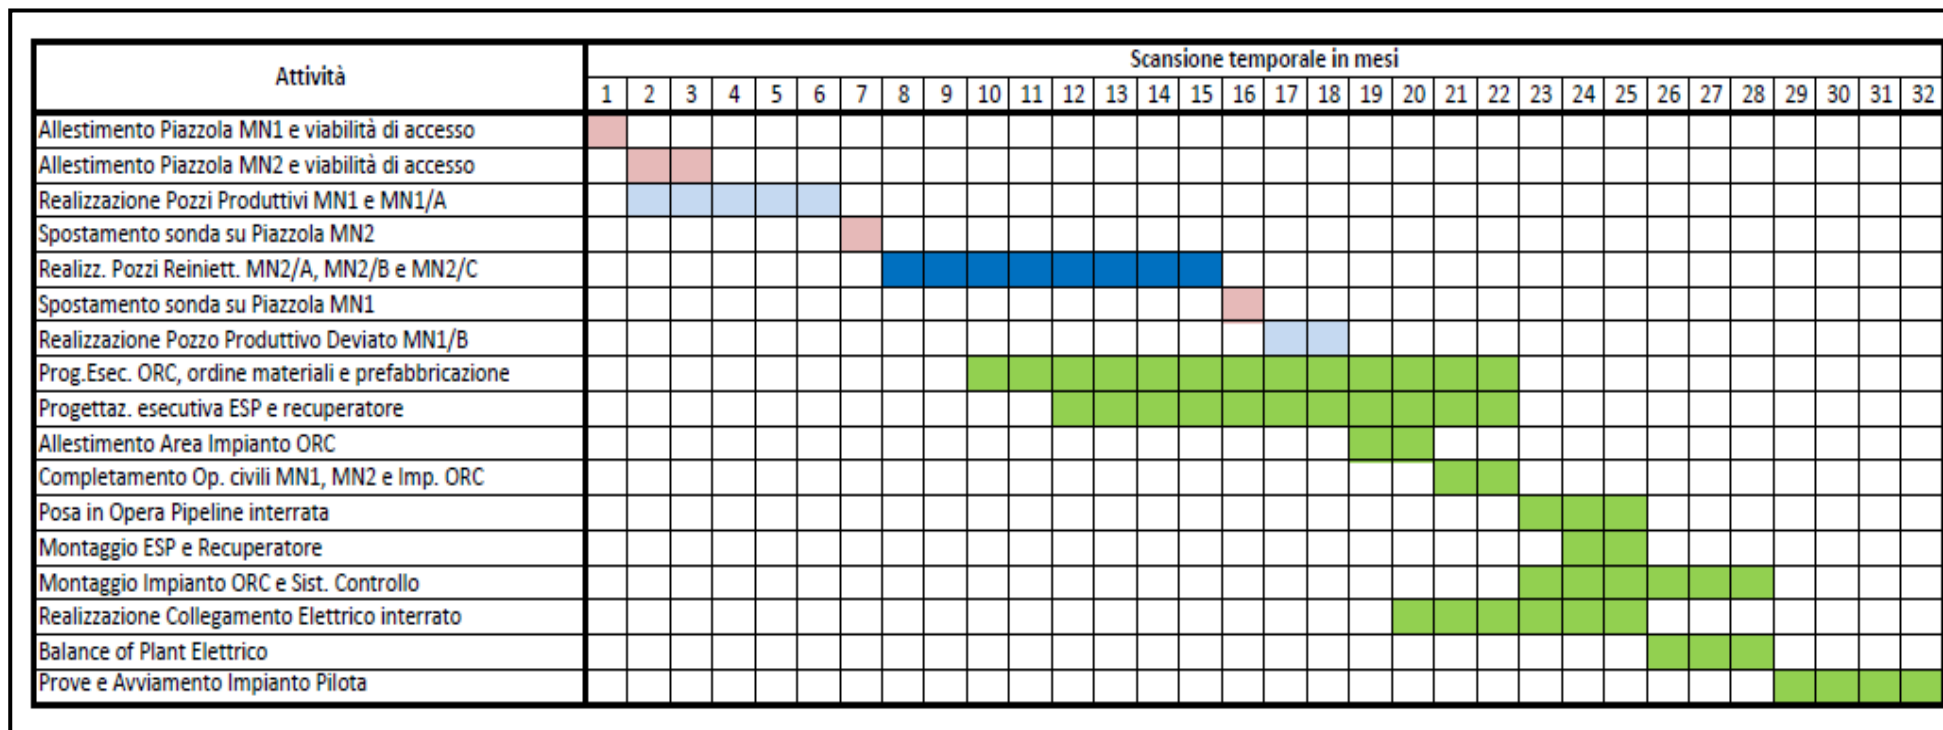 Attività
Scansione temporale in mesi
1 2 3 4 5 6 7 8 9 10 11 12 13 14 15 16 17 18 19 20 21 22 23 24 25 26 27 28 29 30 31 32
Allestimento Piazzola MN1 e viabilità di accesso
Allestimento Piazzola MN2 e viabilità di accesso
Realizzazione Pozzi Produttivi MN1 e MN1/A
Spostamento sonda su Piazzola MN2
Realizz. Pozzi Reiniett. MN2/A, MN2/B e MN2/C
Spostamento sonda su Piazzola MN1
Realizzazione Pozzo Produttivo Deviato MN1/B
Prog.Esec. ORC, ordine materiali e prefabbricazione
Progettaz. esecutiva ESP e recuperatore
Allestimento Area Impianto ORC
Completamento Op. civili MN1, MN2 e Imp. ORC
Posa in Opera Pipeline interrata
Montaggio ESP e Recuperatore
Montaggio Impianto ORC e Sist. Controllo
Realizzazione Collegamento Elettrico interrato
Balance of Plant Elettrico
Prove e Avviamento Impianto Pilota